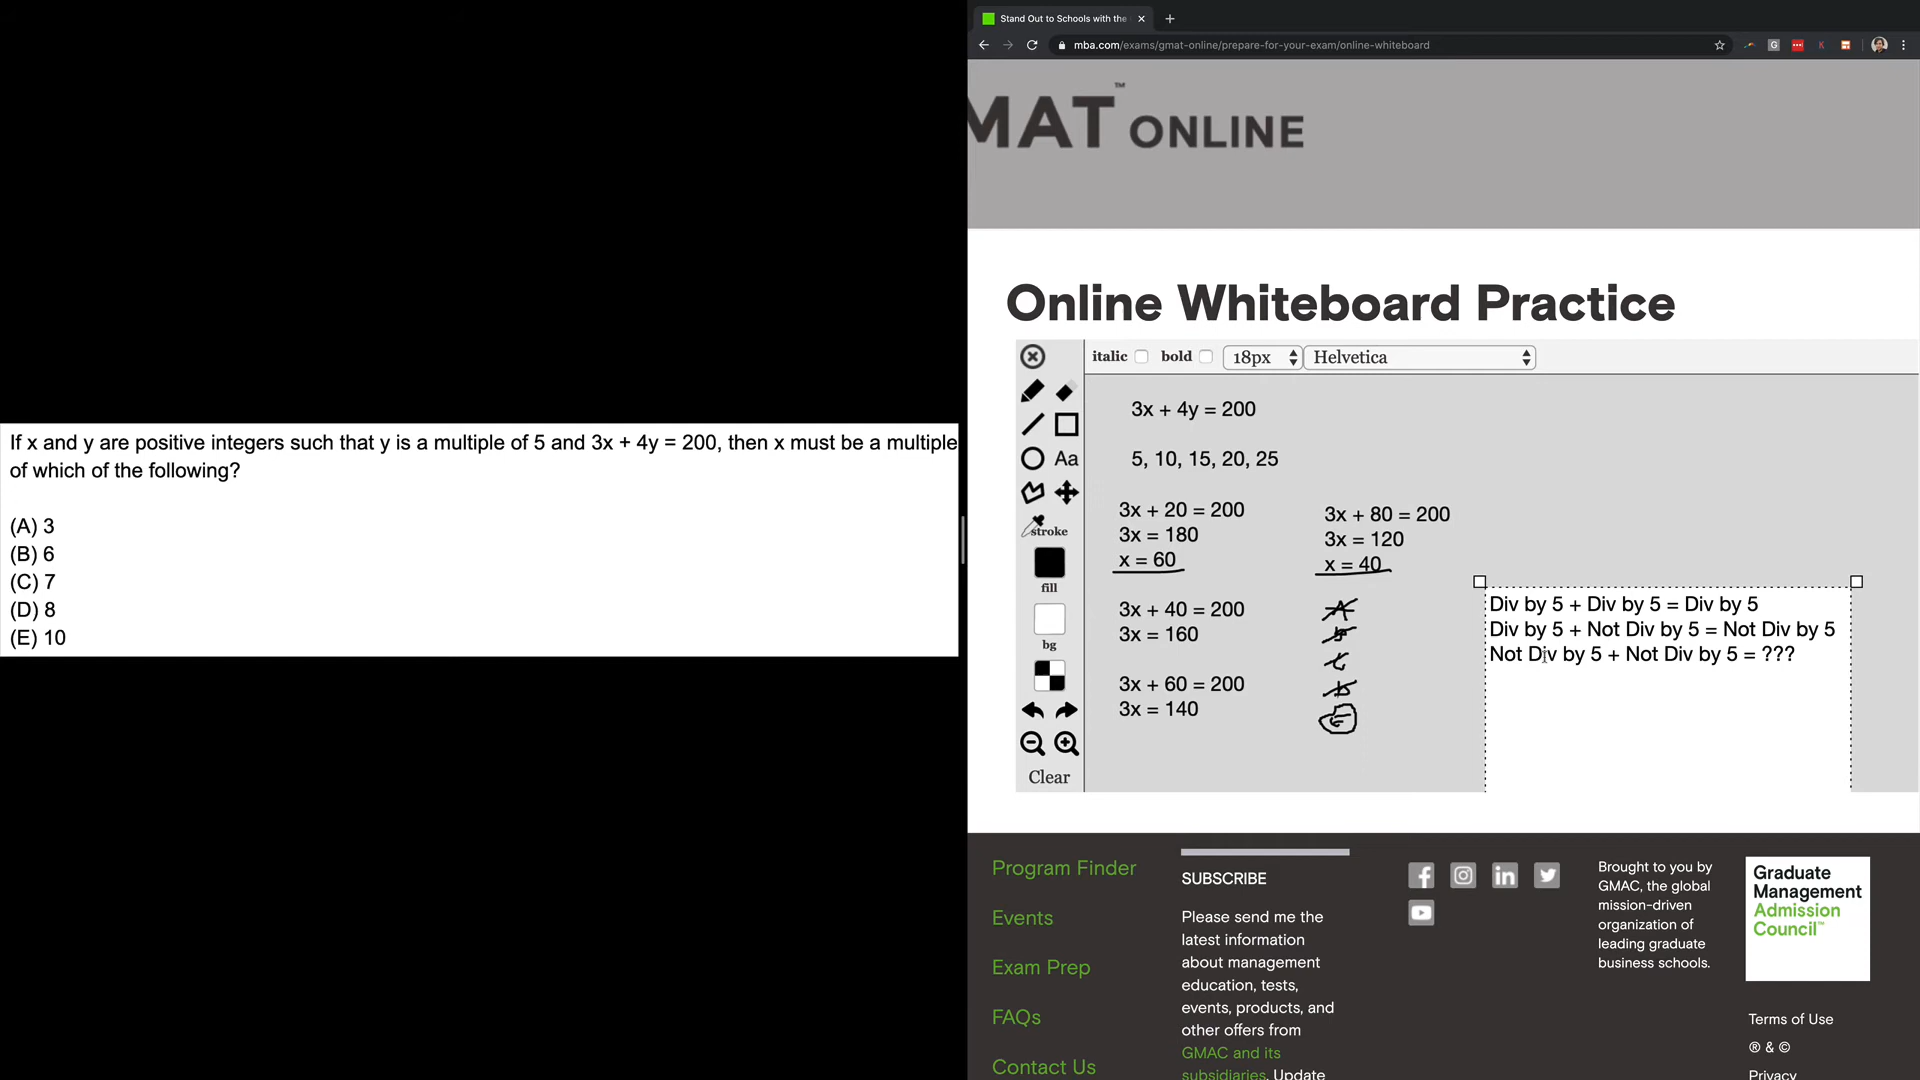 If x and y are positive integers such that y is a multiple of 5 and 3x + 4y = 200, then x must be a multiple
of which of the following?
(A) 3
(B) 6
(C) 7
(D) 8
(E) 10
Stand Out to Schools with the
mba.com/exams/gmat-online/prepare-for-your-exam/online-whiteboard
MAT™ ONLINE
Online Whiteboard Practice
italic bold 18px Helvetica
Aa
stroke
fill
bg
Clear
3x + 4y = 200
5, 10, 15, 20, 25
3x + 20 = 200
3x = 180
x = 60
3x + 40 = 200
3x = 160
3x + 60 = 200
3x = 140
3x + 80 = 200
3x = 120
x = 40
A
B
C
D
E
Div by 5 + Div by 5 = Div by 5
Div by 5 + Not Div by 5 = Not Div by 5
Not Div by 5 + Not Div by 5 = ???
Program Finder
Events
Exam Prep
FAQs
Contact Us
SUBSCRIBE
Please send me the
latest information
about management
education, tests,
events, products, and
other offers from
GMAC and its
subsidiaries. Update
Brought to you by
GMAC, the global
mission-driven
organization of
leading graduate
business schools.
Graduate
Management
Admission
Council™
Terms of Use
® & ©
Privacy